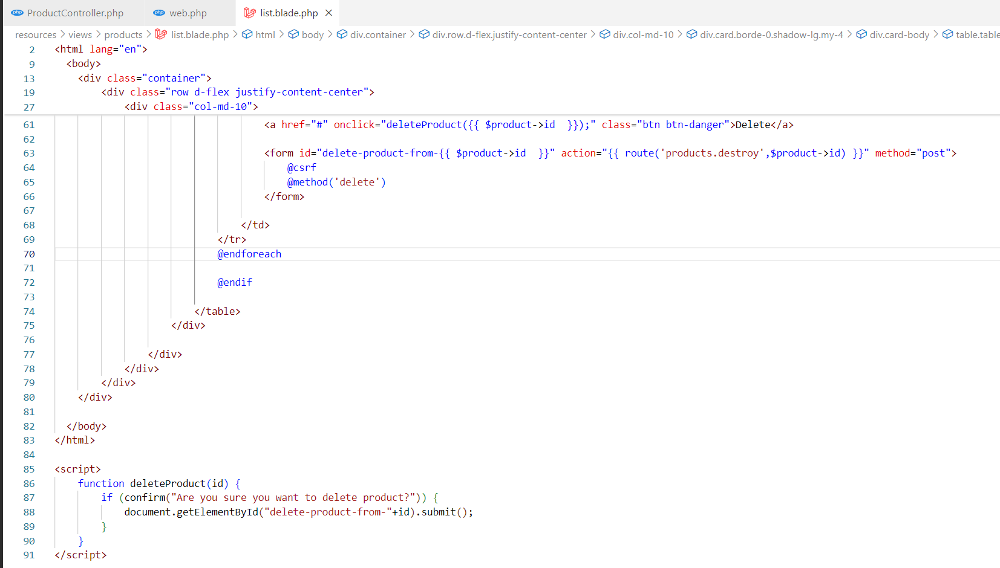 ProductController.php web.php list.blade.php ×
resources > views > products > list.blade.php > html > body > div.container > div.row.d-flex.justify-content-center > div.col-md-10 > div.card.borde-0.shadow-lg.my-4 > div.card-body > table.table
2 <html lang="en">
9 <body>
13 <div class="container">
19 <div class="row d-flex justify-content-center">
27 <div class="col-md-10">
61 <a href="#" onclick="deleteProduct({{ $product->id  }});" class="btn btn-danger">Delete</a>
62
63 <form id="delete-product-from-{{ $product->id  }}" action="{{ route('products.destroy',$product->id) }}" method="post">
64 @csrf
65 @method('delete')
66 </form>
67
68 </td>
69 </tr>
70 @endforeach
71
72 @endif
73
74 </table>
75 </div>
76
77 </div>
78 </div>
79 </div>
80 </div>
81
82 </body>
83 </html>
84
85 <script>
86 function deleteProduct(id) {
87 if (confirm("Are you sure you want to delete product?")) {
88 document.getElementById("delete-product-from-"+id).submit();
89 }
90 }
91 </script>